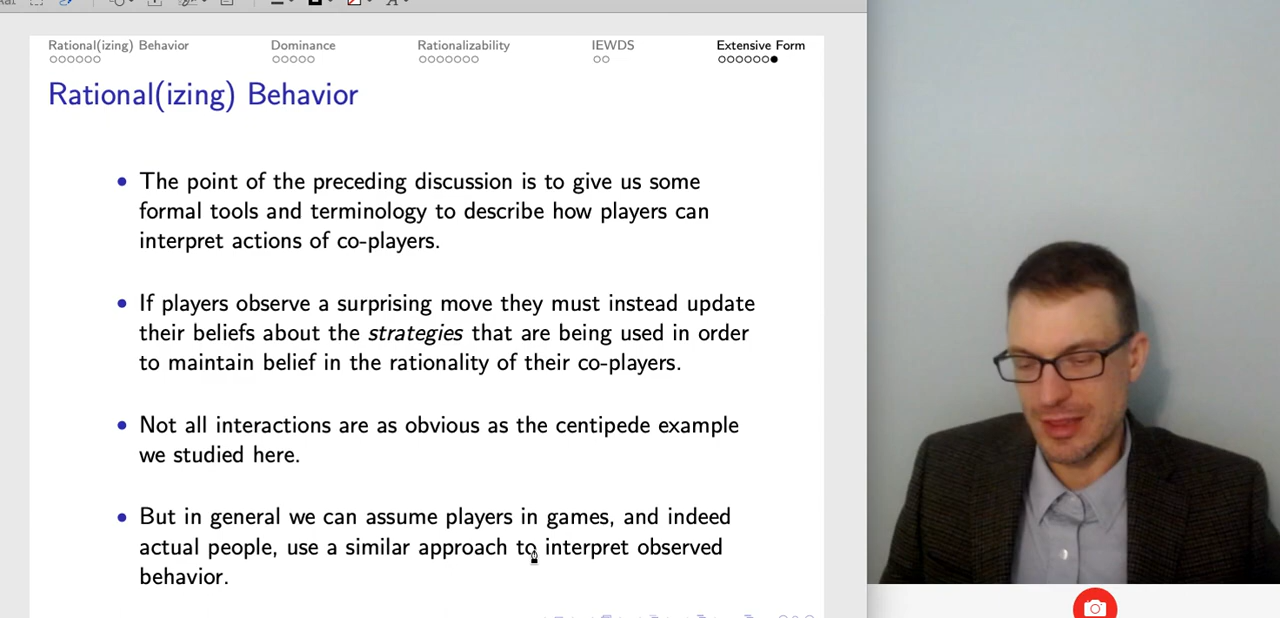 Rational(izing) Behavior Dominance Rationalizability IEWDS Extensive Form
Rational(izing) Behavior
• The point of the preceding discussion is to give us some
formal tools and terminology to describe how players can
interpret actions of co-players.
• If players observe a surprising move they must instead update
their beliefs about the strategies that are being used in order
to maintain belief in the rationality of their co-players.
• Not all interactions are as obvious as the centipede example
we studied here.
• But in general we can assume players in games, and indeed
actual people, use a similar approach to interpret observed
behavior.